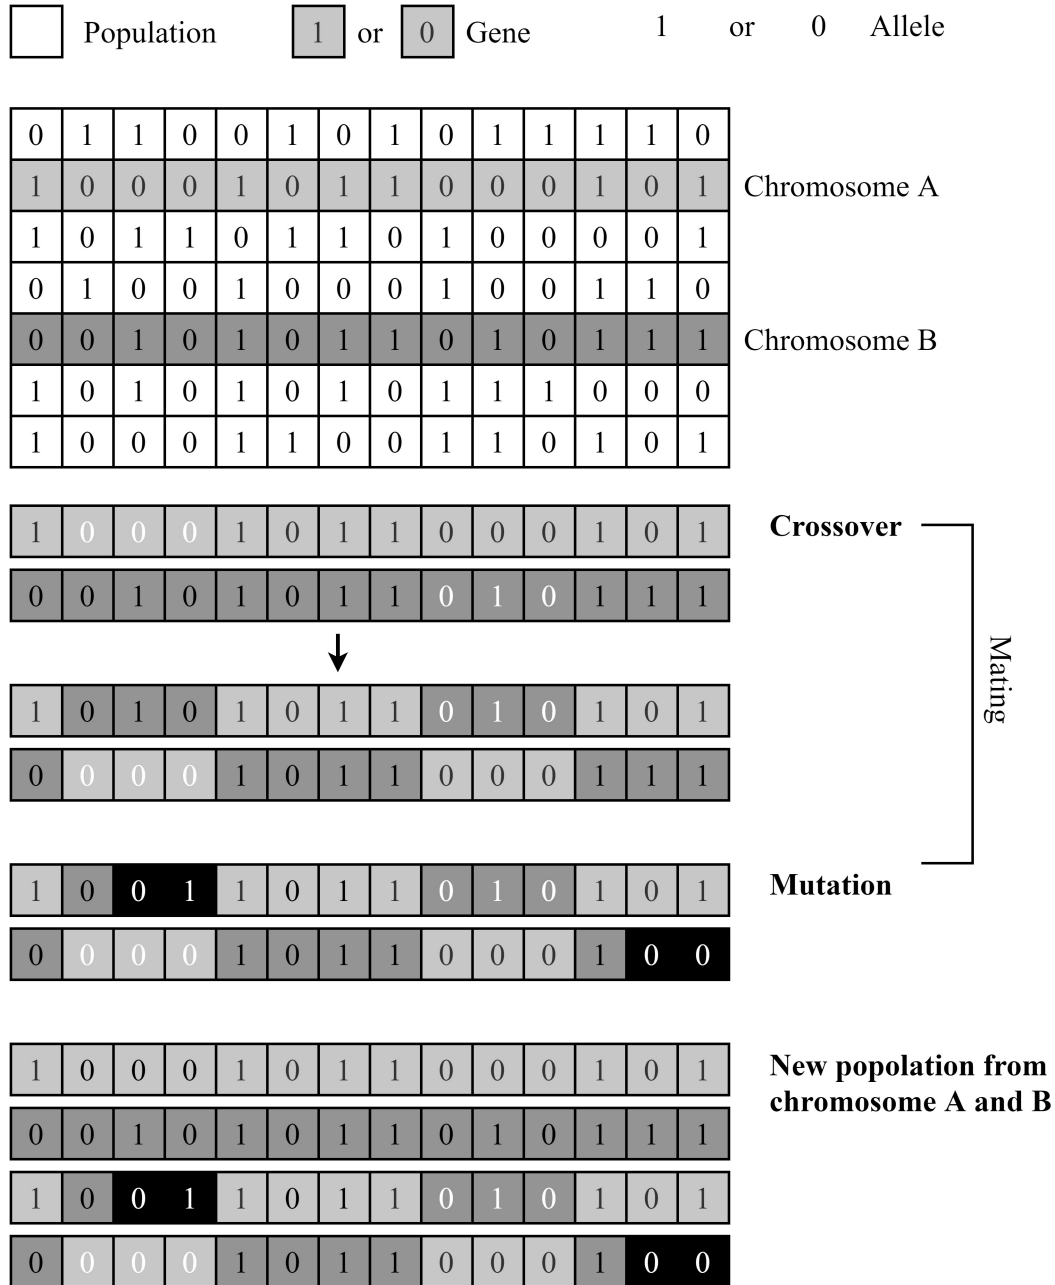 Population 1 or 0 Gene 1 or 0 Allele
0 1 1 0 0 1 0 1 0 1 1 1 1 0
1 0 0 0 1 0 1 1 0 0 0 1 0 1 Chromosome A
1 0 1 1 0 1 1 0 1 0 0 0 0 1
0 1 0 0 1 0 0 0 1 0 0 1 1 0
0 0 1 0 1 0 1 1 0 1 0 1 1 1 Chromosome B
1 0 1 0 1 0 1 0 1 1 1 0 0 0
1 0 0 0 1 1 0 0 1 1 0 1 0 1
1 0 0 0 1 0 1 1 0 0 0 1 0 1 Crossover
0 0 1 0 1 0 1 1 0 1 0 1 1 1
Mating
1 0 1 0 1 0 1 1 0 1 0 1 0 1
0 0 0 0 1 0 1 1 0 0 0 1 1 1
1 0 0 1 1 0 1 1 0 1 0 1 0 1 Mutation
0 0 0 0 1 0 1 1 0 0 0 1 0 0
1 0 0 0 1 0 1 1 0 0 0 1 0 1 New popolation from
chromosome A and B
0 0 1 0 1 0 1 1 0 1 0 1 1 1
1 0 0 1 1 0 1 1 0 1 0 1 0 1
0 0 0 0 1 0 1 1 0 0 0 1 0 0